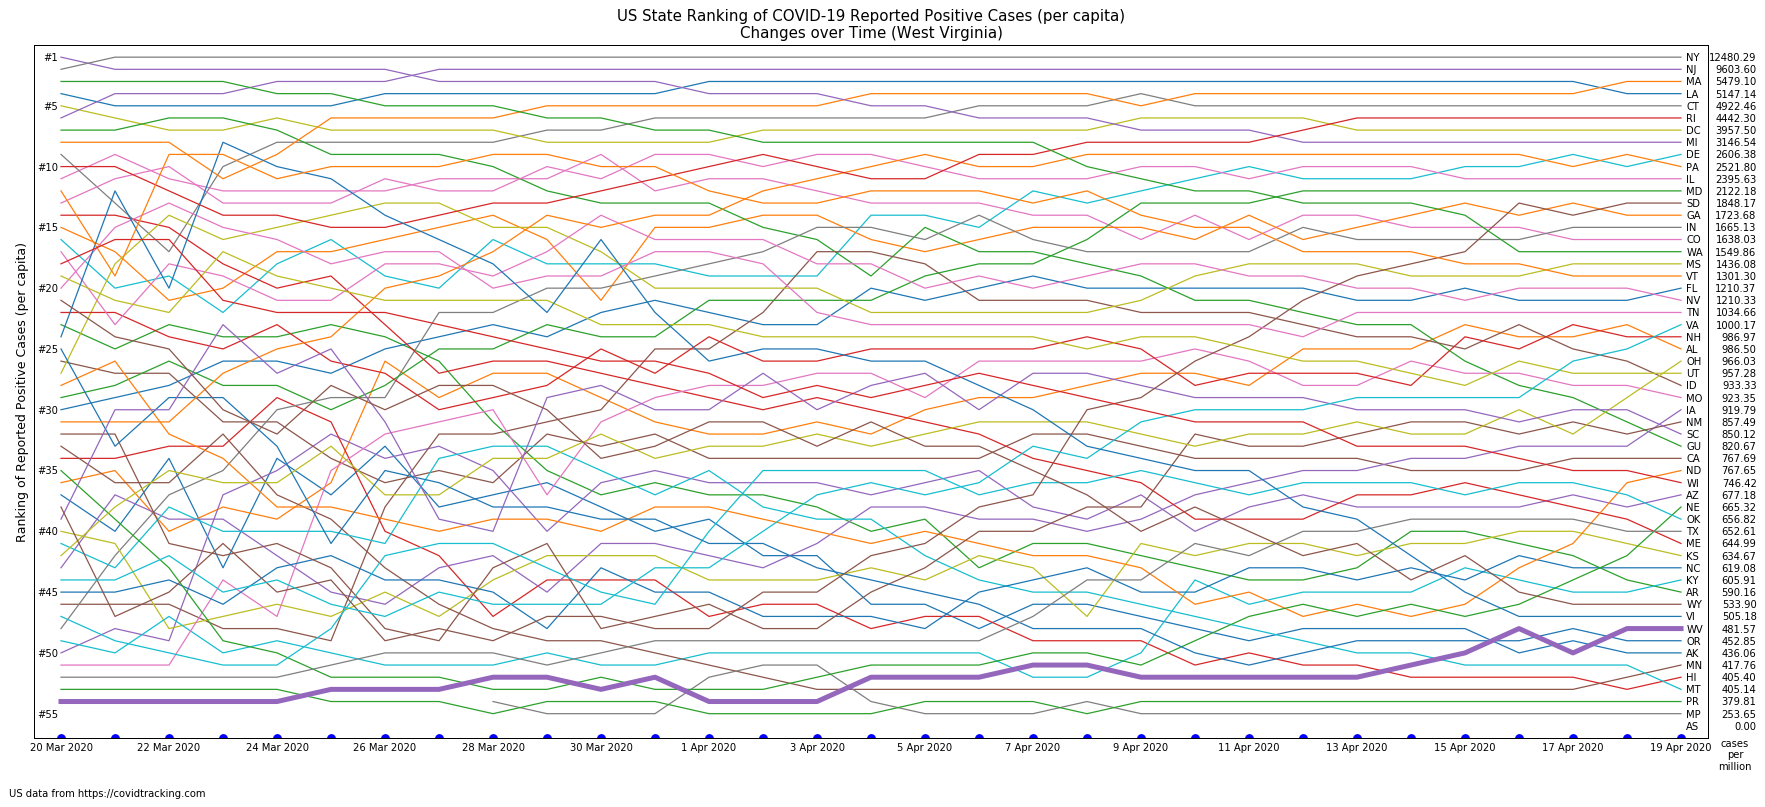 US State Ranking of COVID-19 Reported Positive Cases (per capita)
Changes over Time (West Virginia)
Ranking of Reported Positive Cases (per capita)
#1
#5
#10
#15
#20
#25
#30
#35
#40
#45
#50
#55
NY 12480.29
NJ 9603.60
MA 5479.10
LA 5147.14
CT 4922.46
RI 4442.30
DC 3957.50
MI 3146.54
DE 2606.38
PA 2521.80
IL 2395.63
MD 2122.18
SD 1848.17
GA 1723.68
IN 1665.13
CO 1638.03
WA 1549.86
MS 1436.08
VT 1301.30
FL 1210.37
NV 1210.33
TN 1034.66
VA 1000.17
NH 986.97
AL 986.50
OH 966.03
UT 957.28
ID 933.33
MO 923.35
IA 919.79
NM 857.49
SC 850.12
GU 820.67
CA 767.69
ND 767.65
WI 746.42
AZ 677.18
NE 665.32
OK 656.82
TX 652.61
ME 644.99
KS 634.67
NC 619.08
KY 605.91
AR 590.16
WY 533.90
VI 505.18
WV 481.57
OR 452.85
AK 436.06
MN 417.76
HI 405.40
MT 405.14
PR 379.81
MP 253.65
AS 0.00
20 Mar 2020 22 Mar 2020 24 Mar 2020 26 Mar 2020 28 Mar 2020 30 Mar 2020 1 Apr 2020 3 Apr 2020 5 Apr 2020 7 Apr 2020 9 Apr 2020 11 Apr 2020 13 Apr 2020 15 Apr 2020 17 Apr 2020 19 Apr 2020
cases
per
million
US data from https://covidtracking.com